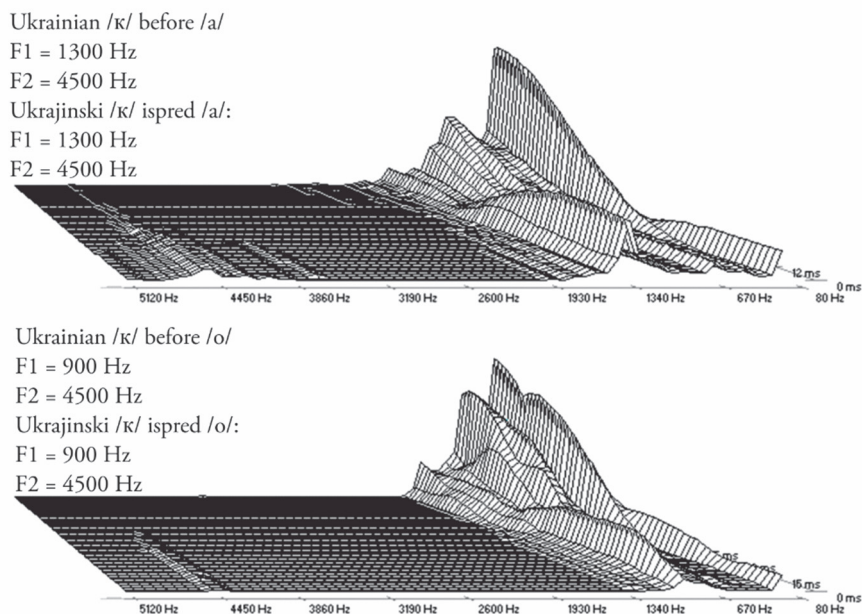 Ukrainian /к/ before /a/
F1 = 1300 Hz
F2 = 4500 Hz
Ukrajinski /к/ ispred /a/:
F1 = 1300 Hz
F2 = 4500 Hz
12 ms
0 ms
5120 Hz 4450 Hz 3860 Hz 3190 Hz 2600 Hz 1930 Hz 1340 Hz 670 Hz 80 Hz
Ukrainian /к/ before /o/
F1 = 900 Hz
F2 = 4500 Hz
Ukrajinski /к/ ispred /o/:
F1 = 900 Hz
F2 = 4500 Hz
ms
15 ms
0 ms
5120 Hz 4450 Hz 3860 Hz 3190 Hz 2600 Hz 1930 Hz 1340 Hz 670 Hz 80 Hz